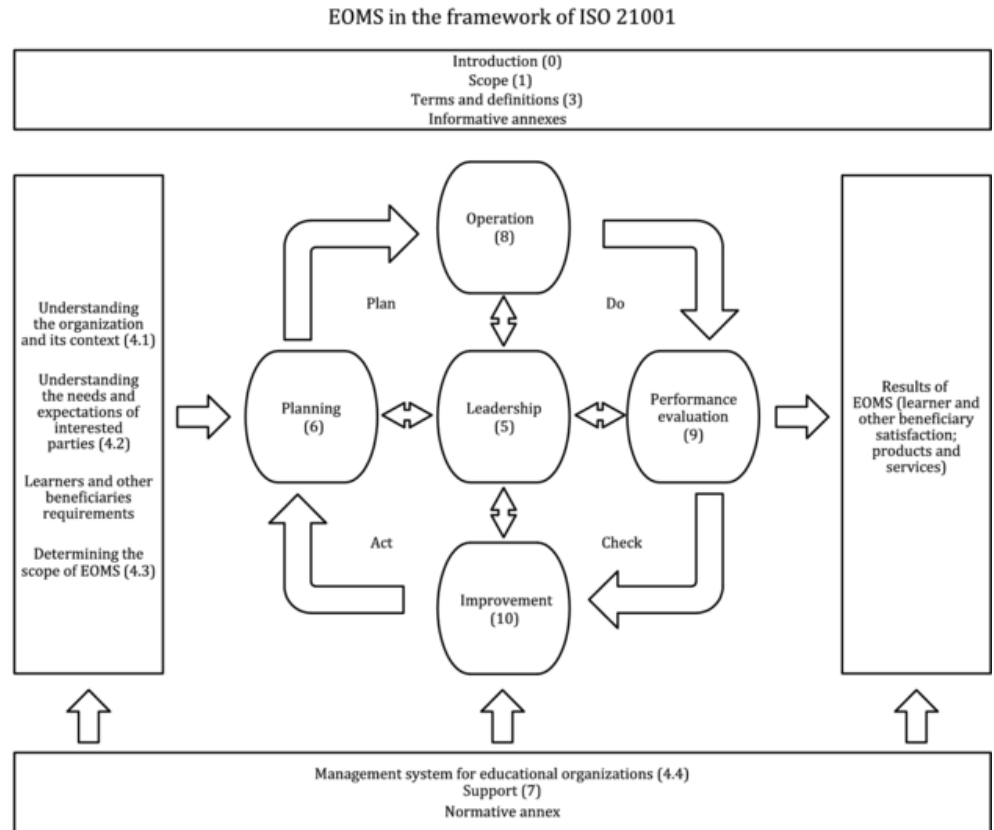 EOMS in the framework of ISO 21001
Introduction (0)
Scope (1)
Terms and definitions (3)
Informative annexes
Understanding
the organization
and its context (4.1)
Understanding
the needs and
expectations of
interested
parties (4.2)
Learners and other
beneficiaries
requirements
Determining the
scope of EOMS (4.3)
Operation
(8)
Plan
Do
Planning
(6)
Leadership
(5)
Performance
evaluation
(9)
Act
Check
Improvement
(10)
Results of
EOMS (learner and
other beneficiary
satisfaction;
products and
services)
Management system for educational organizations (4.4)
Support (7)
Normative annex